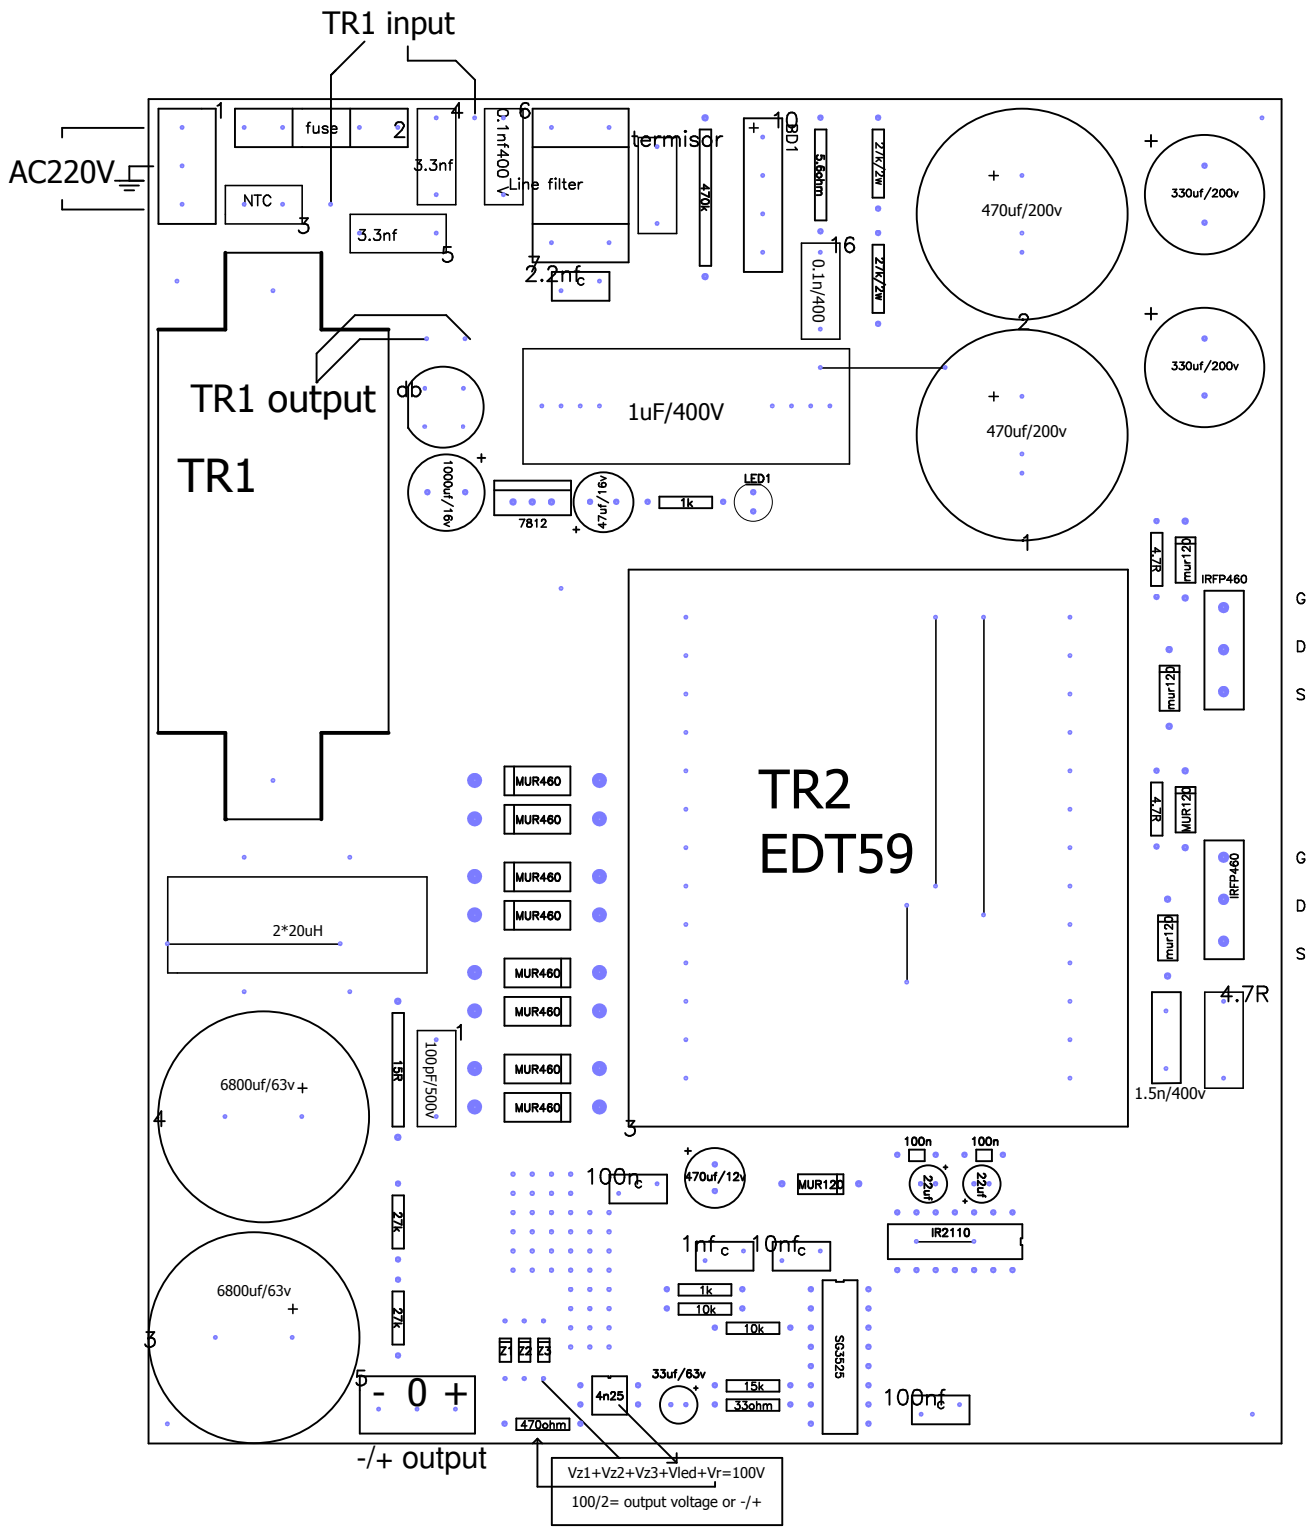 TR1 input
AC220V
1
fuse
2
4
3.3nf
0.1nf400 V
6
Line filter
termisor
470k
10
BD1
+
5.6ohm
27k/2w
+
470uf/200v
+
330uf/200v
NTC
3
3.3nf
5
7
2.2nf
C
16
0.1n/400
27k/2w
2
+
330uf/200v
TR1 output
db
1uF/400V
+
470uf/200v
TR1
1000uf/16v
+
7812
47uf/16v
+
1k
LED1
1
4.7R
mur120
IRFP460
G
D
S
mur120
TR2
EDT59
MUR460
MUR460
MUR460
MUR460
MUR460
MUR460
MUR460
MUR460
4.7R
MUR120
IRFP460
G
D
S
mur120
2*20uH
4.7R
1.5n/400v
6800uf/63v
+
4
15R
1
100pF/500v
3
100n
C
+
470uf/12v
MUR120
100n
100n
22uf
+
22uf
+
IR2110
27k
1nf
C
10nf
C
6800uf/63v
+
3
27k
1k
10k
10k
SG3525
Z1
Z2
Z3
5
- 0 +
4n25
33uf/63v
+
15k
33ohm
100nf
C
470ohm
-/+ output
Vz1+Vz2+Vz3+Vled+Vr=100V
100/2= output voltage or -/+